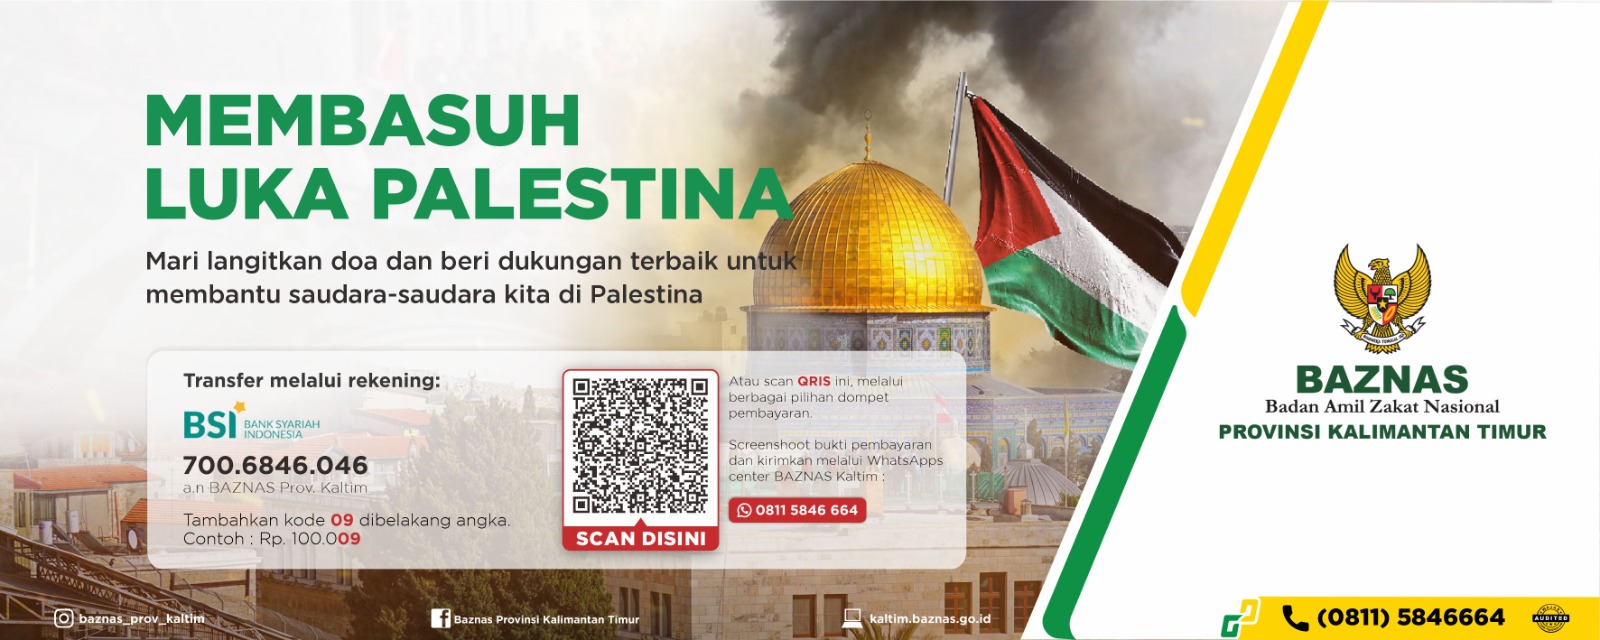 MEMBASUH
LUKA PALESTINA
Mari langitkan doa dan beri dukungan terbaik untuk
membantu saudara-saudara kita di Palestina
Transfer melalui rekening:
BSI BANK SYARIAH
INDONESIA
700.6846.046
a.n BAZNAS Prov. Kaltim
Tambahkan kode 09 dibelakang angka.
Contoh : Rp. 100.009
SCAN DISINI
Atau scan QRIS ini, melalui
berbagai pilihan dompet
pembayaran.
Screenshoot bukti pembayaran
dan kirimkan melalui WhatsApps
center BAZNAS Kaltim :
0811 5846 664
BAZNAS
Badan Amil Zakat Nasional
PROVINSI KALIMANTAN TIMUR
baznas_prov_kaltim
Baznas Provinsi Kalimantan Timur
kaltim.baznas.go.id
(0811) 5846664
AUDITED